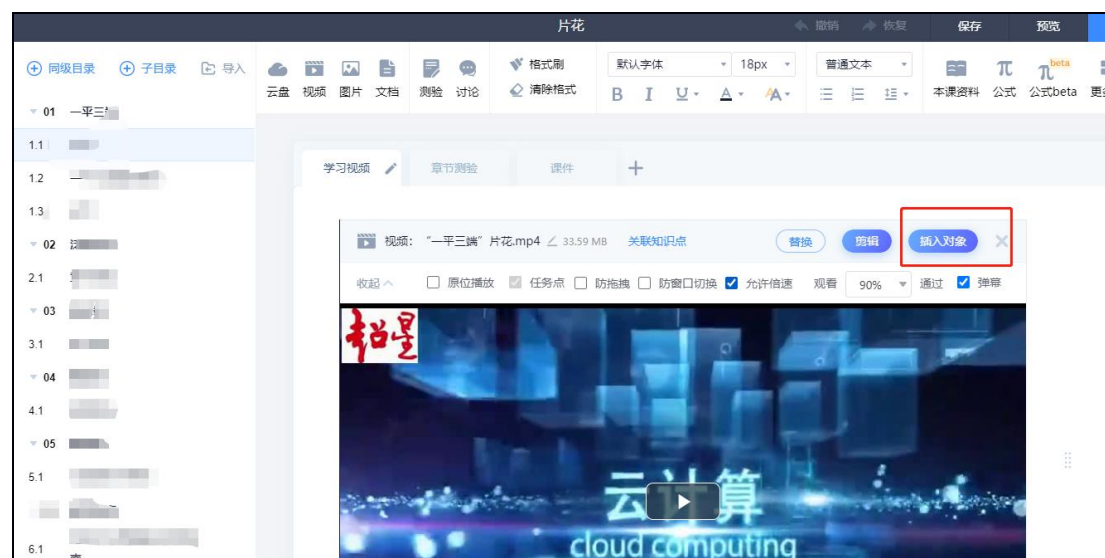 片花
撤销
恢复
保存
预览
同级目录
子目录
导入
云盘
视频
图片
文档
测验
讨论
格式刷
清除格式
默认字体
18px
普通文本
B I U A A
本课资料
π
公式
π beta
公式beta
01 一平三
1.1
1.2 一
1.3
02
2.1
03
3.1
04
4.1
05
5.1
6.1
学习视频
章节测验
课件
视频: “一平三端”片花.mp4 33.59 MB 关联知识点
替换
剪辑
插入对象
收起 原位播放 任务点 防拖拽 防窗口切换 允许倍速 观看 90% 通过 弹幕
超星
云计算
cloud computing